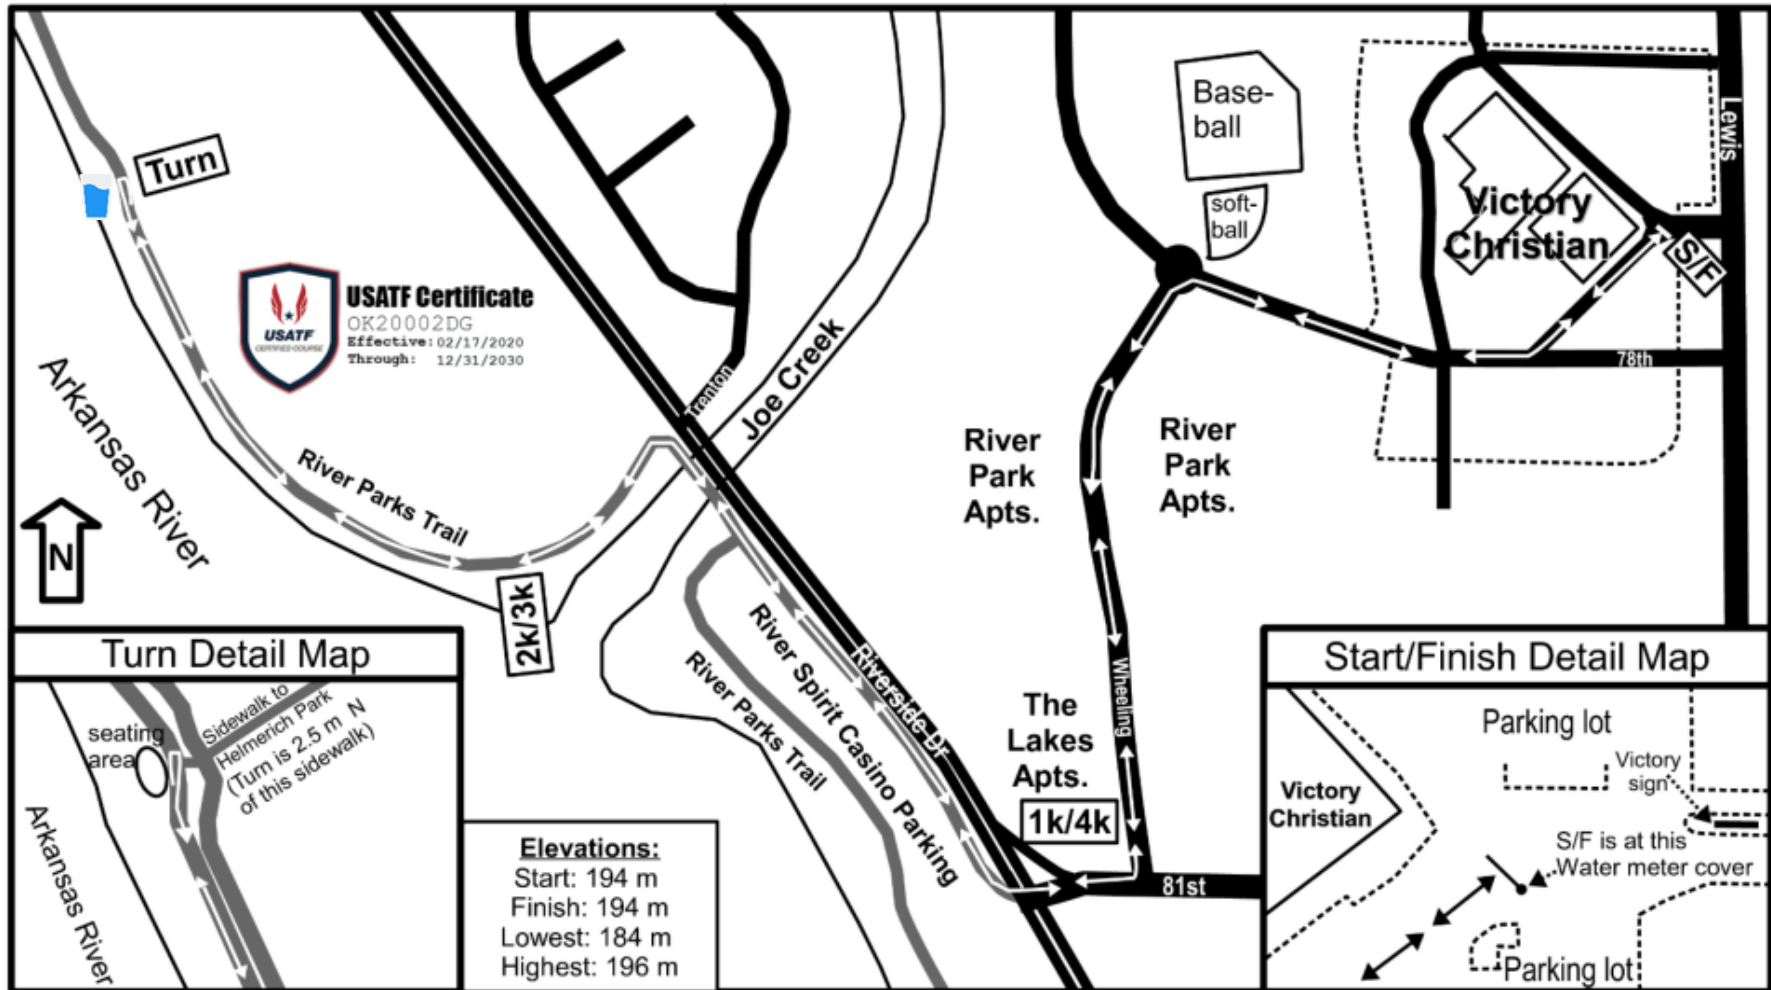 Turn
USATF
CERTIFIED COURSE
USATF Certificate
OK20002DG
Effective: 02/17/2020
Through: 12/31/2030
Arkansas River
N
River Parks Trail
2k/3k
Trenton
Joe Creek
River Spirit Casino Parking
River Parks Trail
Riverside Dr
Base-
ball
soft-
ball
Victory
Christian
S/F
Lewis
78th
River
Park
Apts.
River
Park
Apts.
Wheeling
The
Lakes
Apts.
1k/4k
81st
Turn Detail Map
seating
area
Sidewalk to
Helmerich Park
(Turn is 2.5 m N
of this sidewalk)
Arkansas River
Elevations:
Start: 194 m
Finish: 194 m
Lowest: 184 m
Highest: 196 m
Start/Finish Detail Map
Parking lot
Victory
sign
Victory
Christian
S/F is at this
Water meter cover
Parking lot